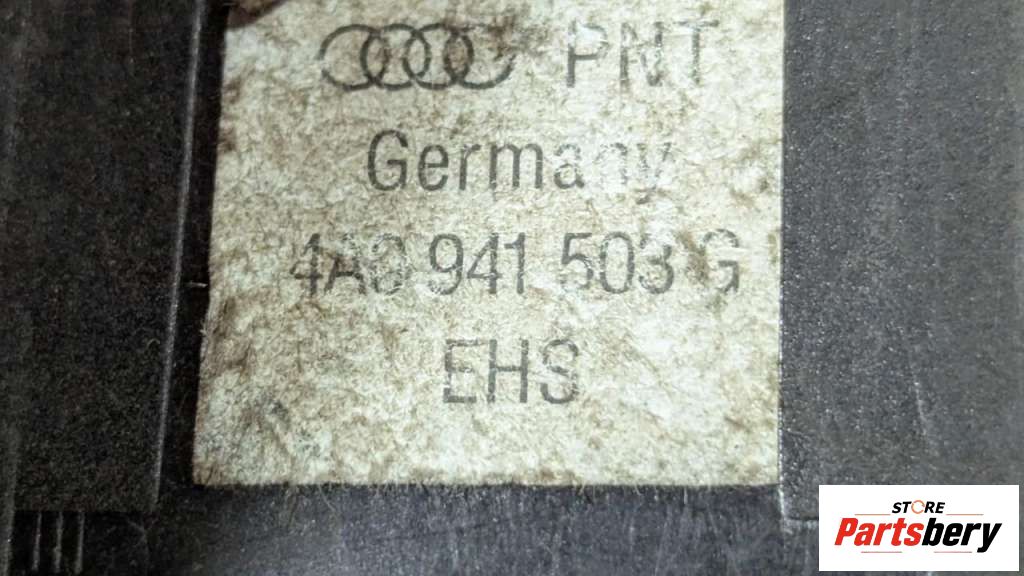 PNT
Germany
4A0 941 503 G
EHS
STORE
Partsbery